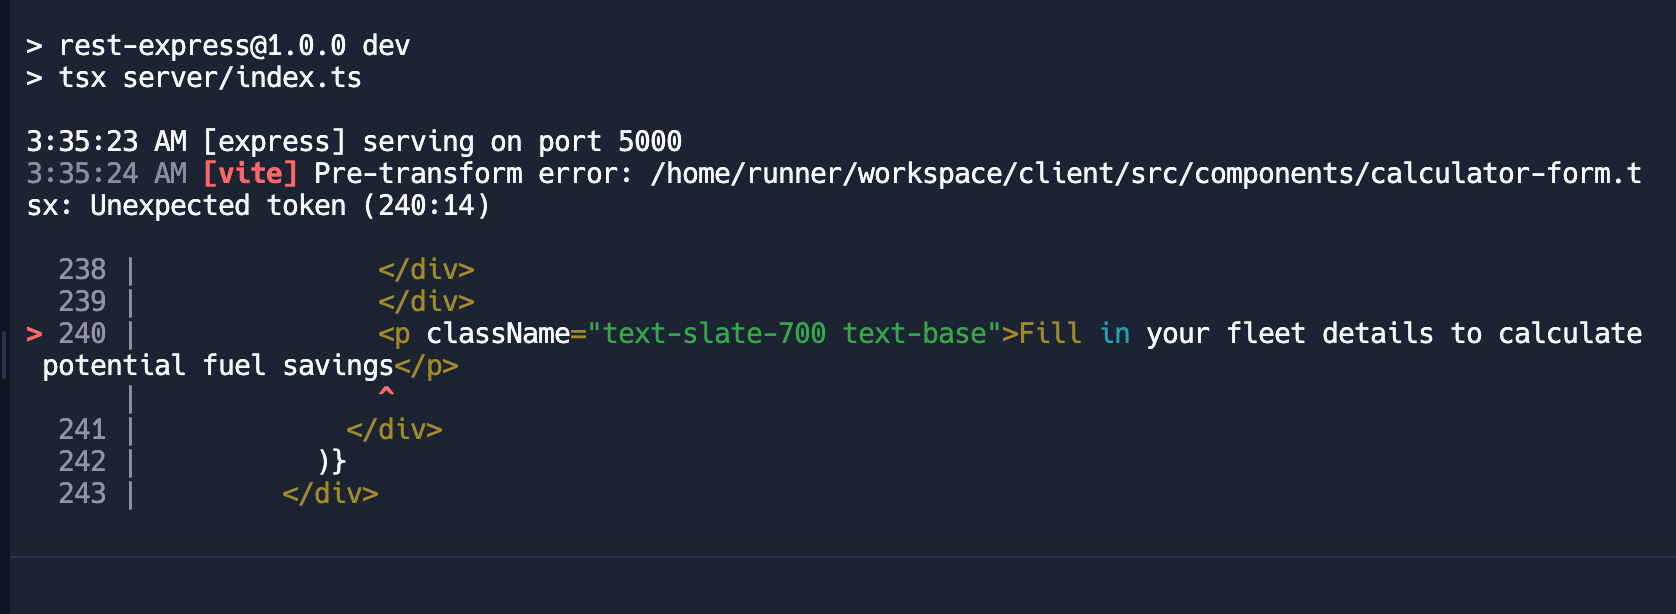 > rest-express@1.0.0 dev
> tsx server/index.ts
3:35:23 AM [express] serving on port 5000
3:35:24 AM [vite] Pre-transform error: /home/runner/workspace/client/src/components/calculator-form.t
sx: Unexpected token (240:14)
238 |               </div>
239 |               </div>
> 240 |               <p className="text-slate-700 text-base">Fill in your fleet details to calculate
potential fuel savings</p>
|               ^
241 |             </div>
242 |           )}
243 |         </div>